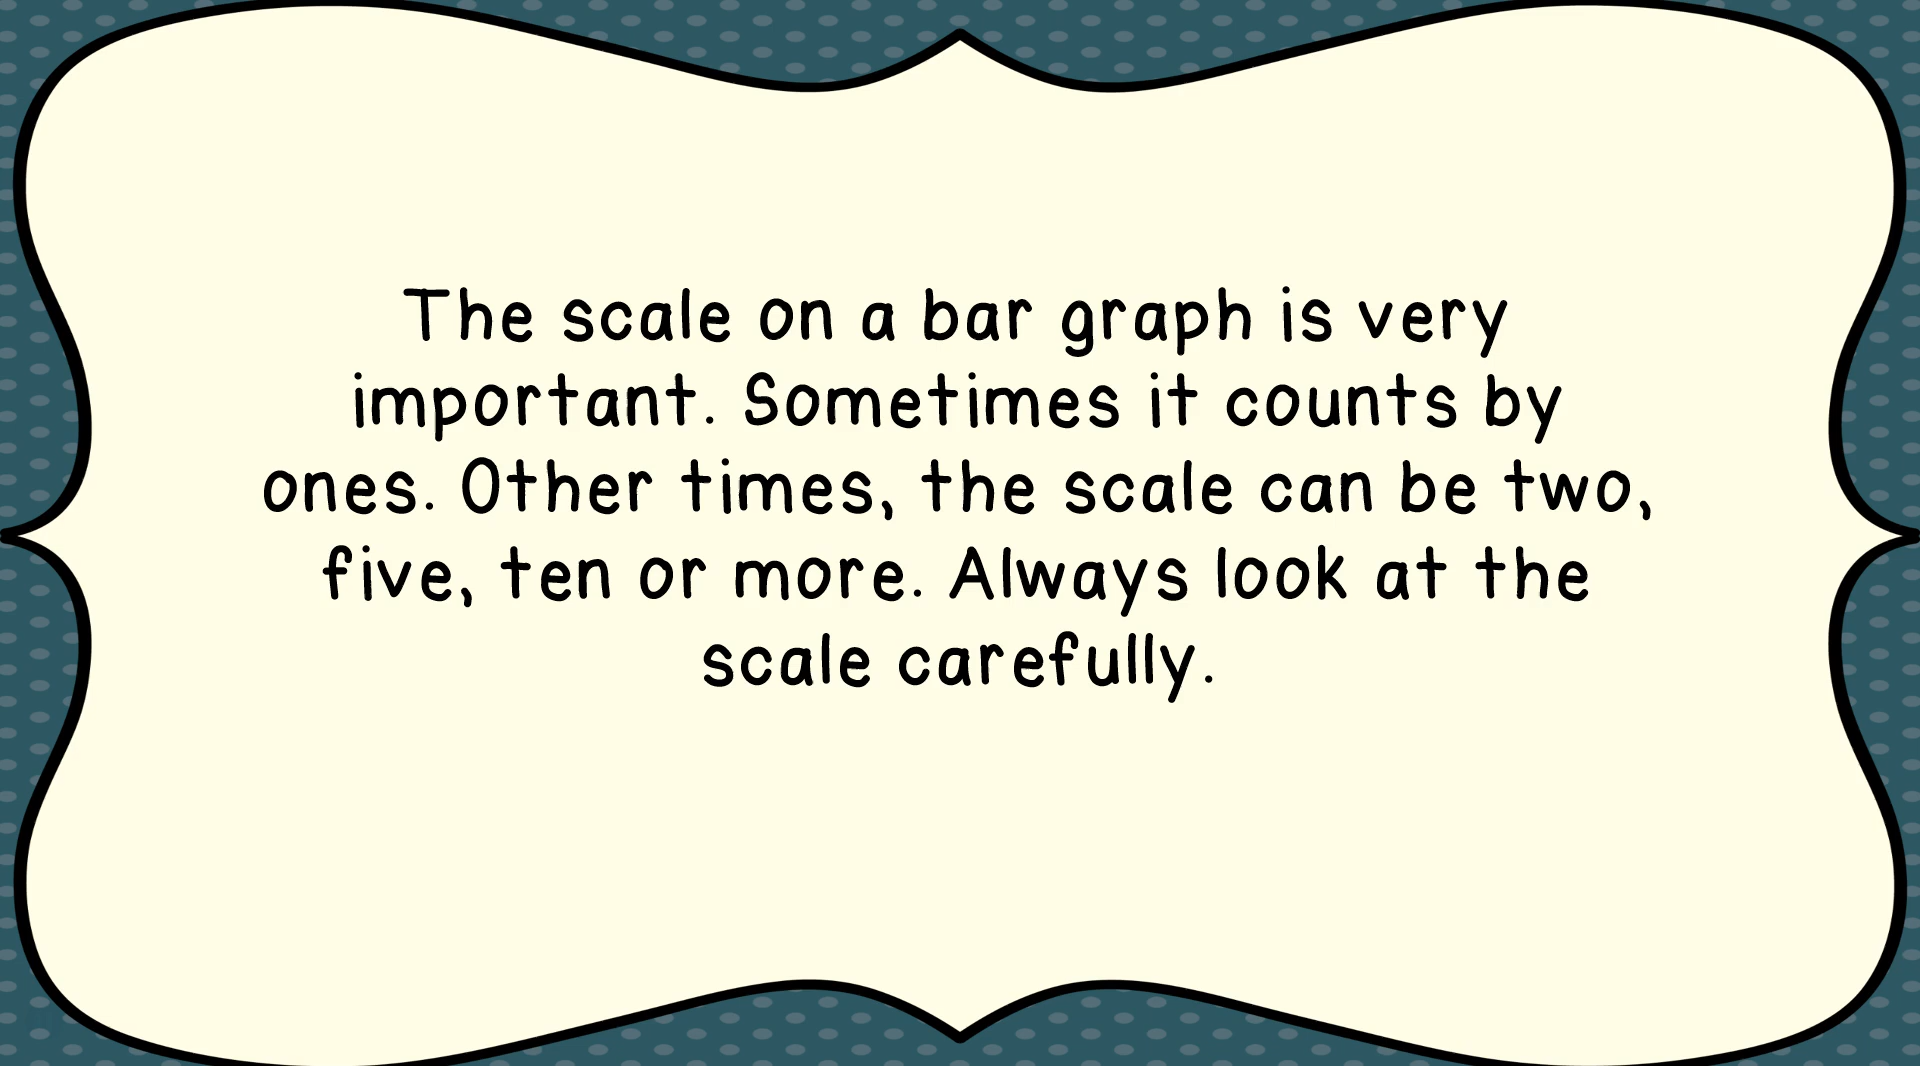 The scale on a bar graph is very
important. Sometimes it counts by
ones. Other times, the scale can be two,
five, ten or more. Always look at the
scale carefully.